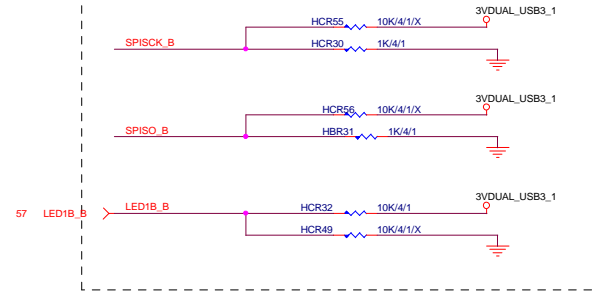 HCR55 10K/4/1/X 3VDUAL_USB3_1
SPISCK_B HCR30 1K/4/1
HCR56 10K/4/1/X 3VDUAL_USB3_1
SPISO_B HBR31 1K/4/1
57 LED1B_B LED1B_B HCR32 10K/4/1 3VDUAL_USB3_1
HCR49 10K/4/1/X